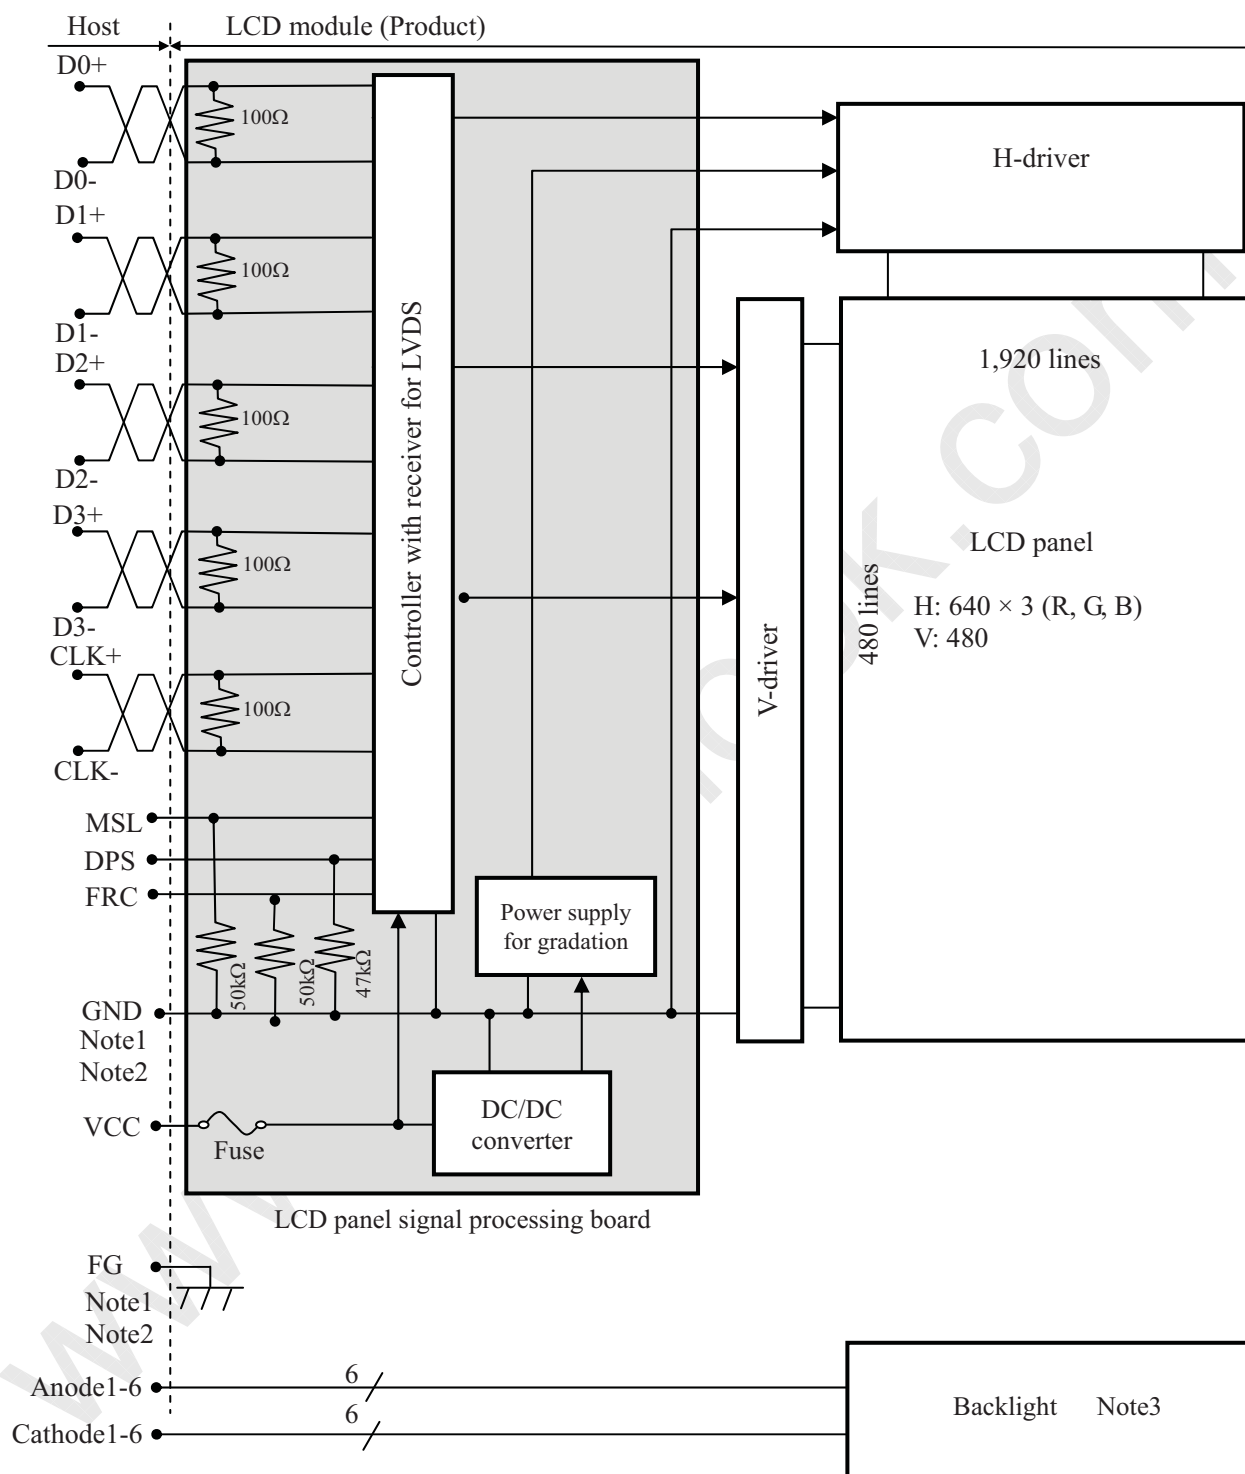 Host
LCD module (Product)
D0+
100Ω
D0-
D1+
100Ω
D1-
D2+
100Ω
D2-
D3+
100Ω
D3-
CLK+
100Ω
CLK-
MSL
DPS
FRC
50kΩ
50kΩ
47kΩ
GND
Note1
Note2
VCC
Fuse
Controller with receiver for LVDS
Power supply
for gradation
DC/DC
converter
LCD panel signal processing board
H-driver
V-driver
1,920 lines
480 lines
LCD panel
H: 640 × 3 (R, G, B)
V: 480
FG
Note1
Note2
Anode1-6
6
Cathode1-6
6
Backlight Note3